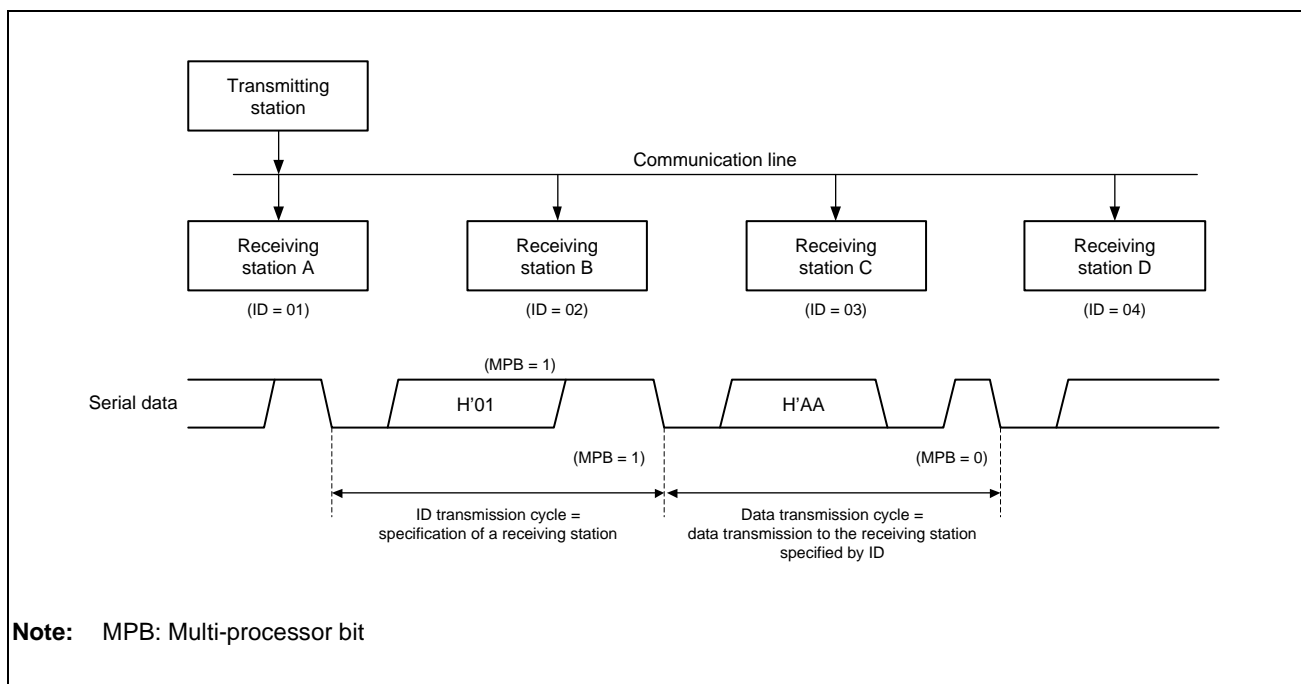 Transmitting
station
Communication line
Receiving
station A
Receiving
station B
Receiving
station C
Receiving
station D
(ID = 01)
(ID = 02)
(ID = 03)
(ID = 04)
(MPB = 1)
Serial data
H'01
H'AA
(MPB = 1)
(MPB = 0)
ID transmission cycle =
specification of a receiving station
Data transmission cycle =
data transmission to the receiving station
specified by ID
Note: MPB: Multi-processor bit